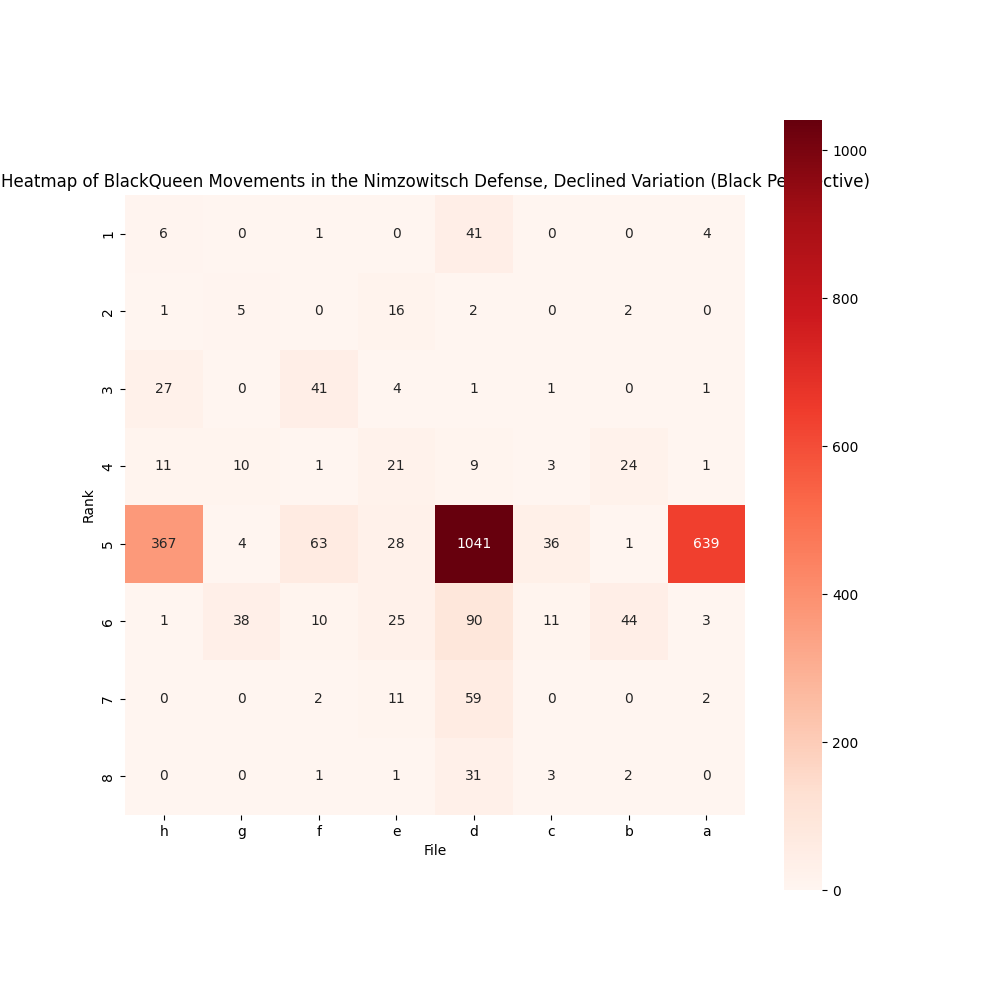 Heatmap of BlackQueen Movements in the Nimzowitsch Defense, Declined Variation (Black Perspective)
1000
800
600
400
200
0
Rank
1 6 0 1 0 41 0 0 4
2 1 5 0 16 2 0 2 0
3 27 0 41 4 1 1 0 1
4 11 10 1 21 9 3 24 1
5 367 4 63 28 1041 36 1 639
6 1 38 10 25 90 11 44 3
7 0 0 2 11 59 0 0 2
8 0 0 1 1 31 3 2 0
h g f e d c b a
File